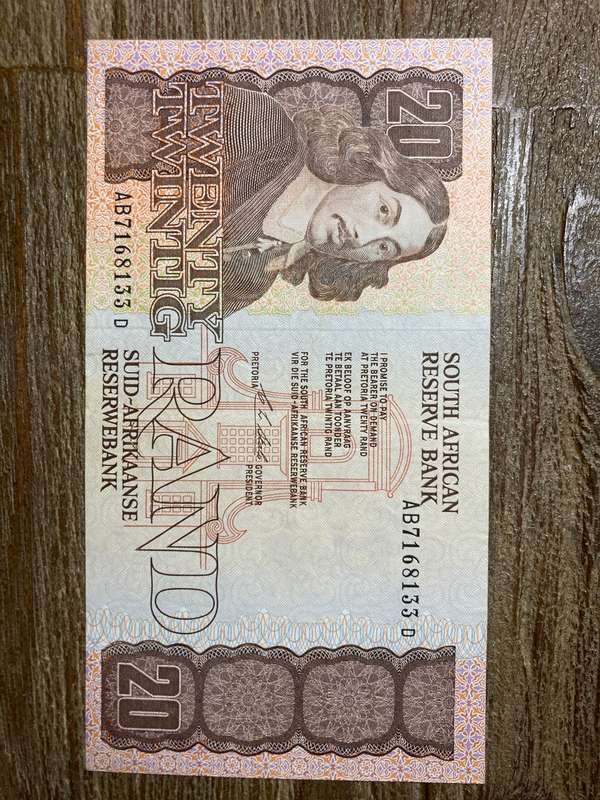 20
SOUTH AFRICAN
RESERVE BANK
AB7168133 D
I PROMISE TO PAY
THE BEARER ON DEMAND
AT PRETORIA TWENTY RAND
EK BELOOF OP AANVRAAG
TE BETAAL AAN TOONDER
TE PRETORIA TWINTIG RAND
FOR THE SOUTH AFRICAN RESERVE BANK
VIR DIE SUID-AFRIKAANSE RESERWEBANK
PRETORIA
GOVERNOR
PRESIDENT
TWENTY
TWINTIG
RAND
AB7168133 D
SUID-AFRIKAANSE
RESERWEBANK
20